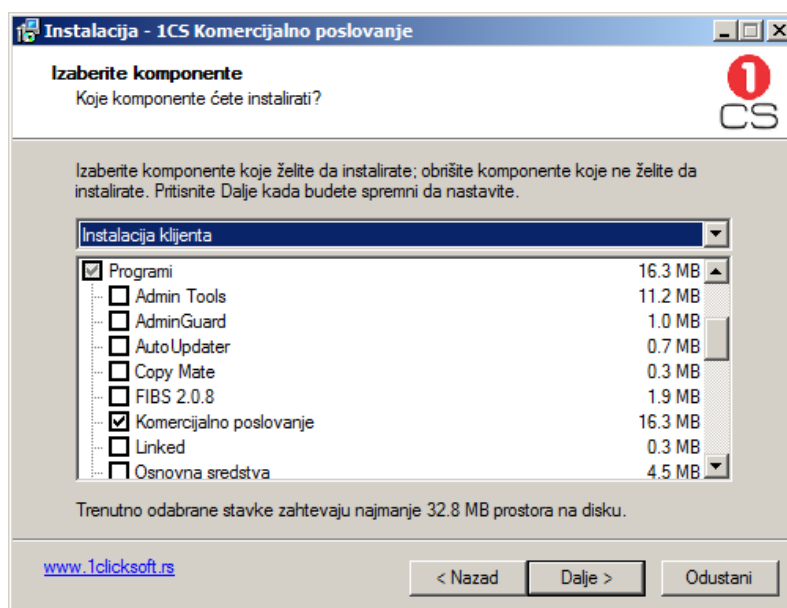 Instalacija - 1CS Komercijalno poslovanje
Izaberite komponente
Koje komponente ćete instalirati?
1
CS
Izaberite komponente koje želite da instalirate; obrišite komponente koje ne želite da
instalirate. Pritisnite Dalje kada budete spremni da nastavite.
Instalacija klijenta
Programi 16.3 MB
Admin Tools 11.2 MB
AdminGuard 1.0 MB
AutoUpdater 0.7 MB
Copy Mate 0.3 MB
FIBS 2.0.8 1.9 MB
Komercijalno poslovanje 16.3 MB
Linked 0.3 MB
Osnovna sredstva 4.5 MB
Trenutno odabrane stavke zahtevaju najmanje 32.8 MB prostora na disku.
www.1clicksoft.rs
< Nazad Dalje > Odustani